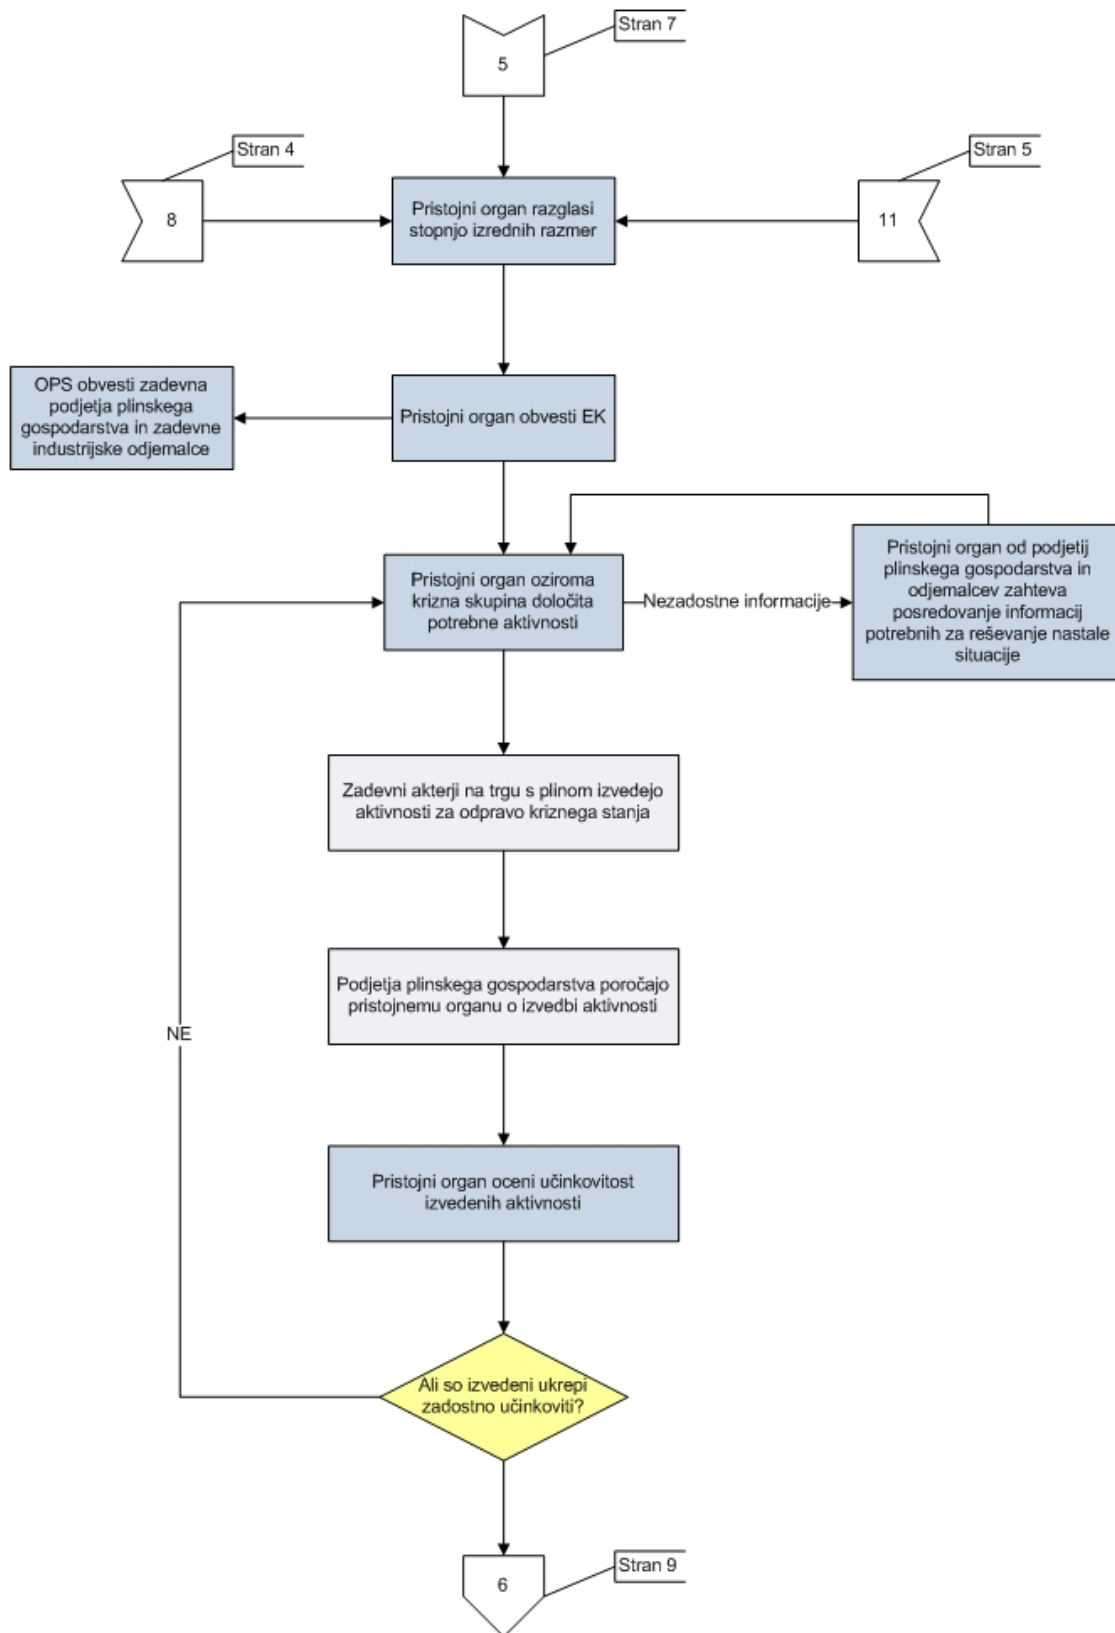 Stran 7
5
Stran 4
Stran 5
8
Pristojni organ razglasi
stopnjo izrednih razmer
11
OPS obvesti zadevna
podjetja plinskega
gospodarstva in zadevne
industrijske odjemalce
Pristojni organ obvesti EK
Pristojni organ oziroma
krizna skupina določita
potrebne aktivnosti
Nezadostne informacije
Pristojni organ od podjetij
plinskega gospodarstva in
odjemalcev zahteva
posredovanje informacij
potrebnih za reševanje nastale
situacije
Zadevni akterji na trgu s plinom izvedejo
aktivnosti za odpravo kriznega stanja
Podjetja plinskega gospodarstva poročajo
pristojnemu organu o izvedbi aktivnosti
NE
Pristojni organ oceni učinkovitost
izvedenih aktivnosti
Ali so izvedeni ukrepi
zadostno učinkoviti?
Stran 9
6